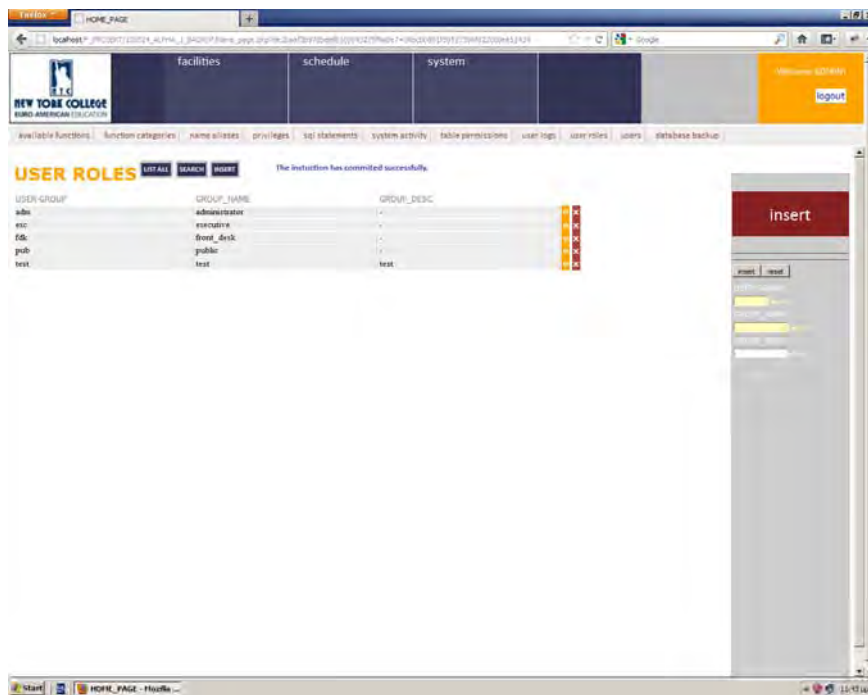 Firefox
HOME_PAGE
Google
NYC
NEW YORK COLLEGE
EURO-AMERICAN EDUCATION
facilities schedule system
logout
available functions function categories name aliases privileges sql statements system activity table permissions user logs user roles users database backup
USER ROLES LIST ALL SEARCH INSERT The instuction has commited successfully.
USER-GROUP GROUP_NAME GROUP_DESC
adm administrator -
exc executive -
fdk front_desk -
pub public -
test test test
insert
insert reset
Start HOME_PAGE - Mozilla ...